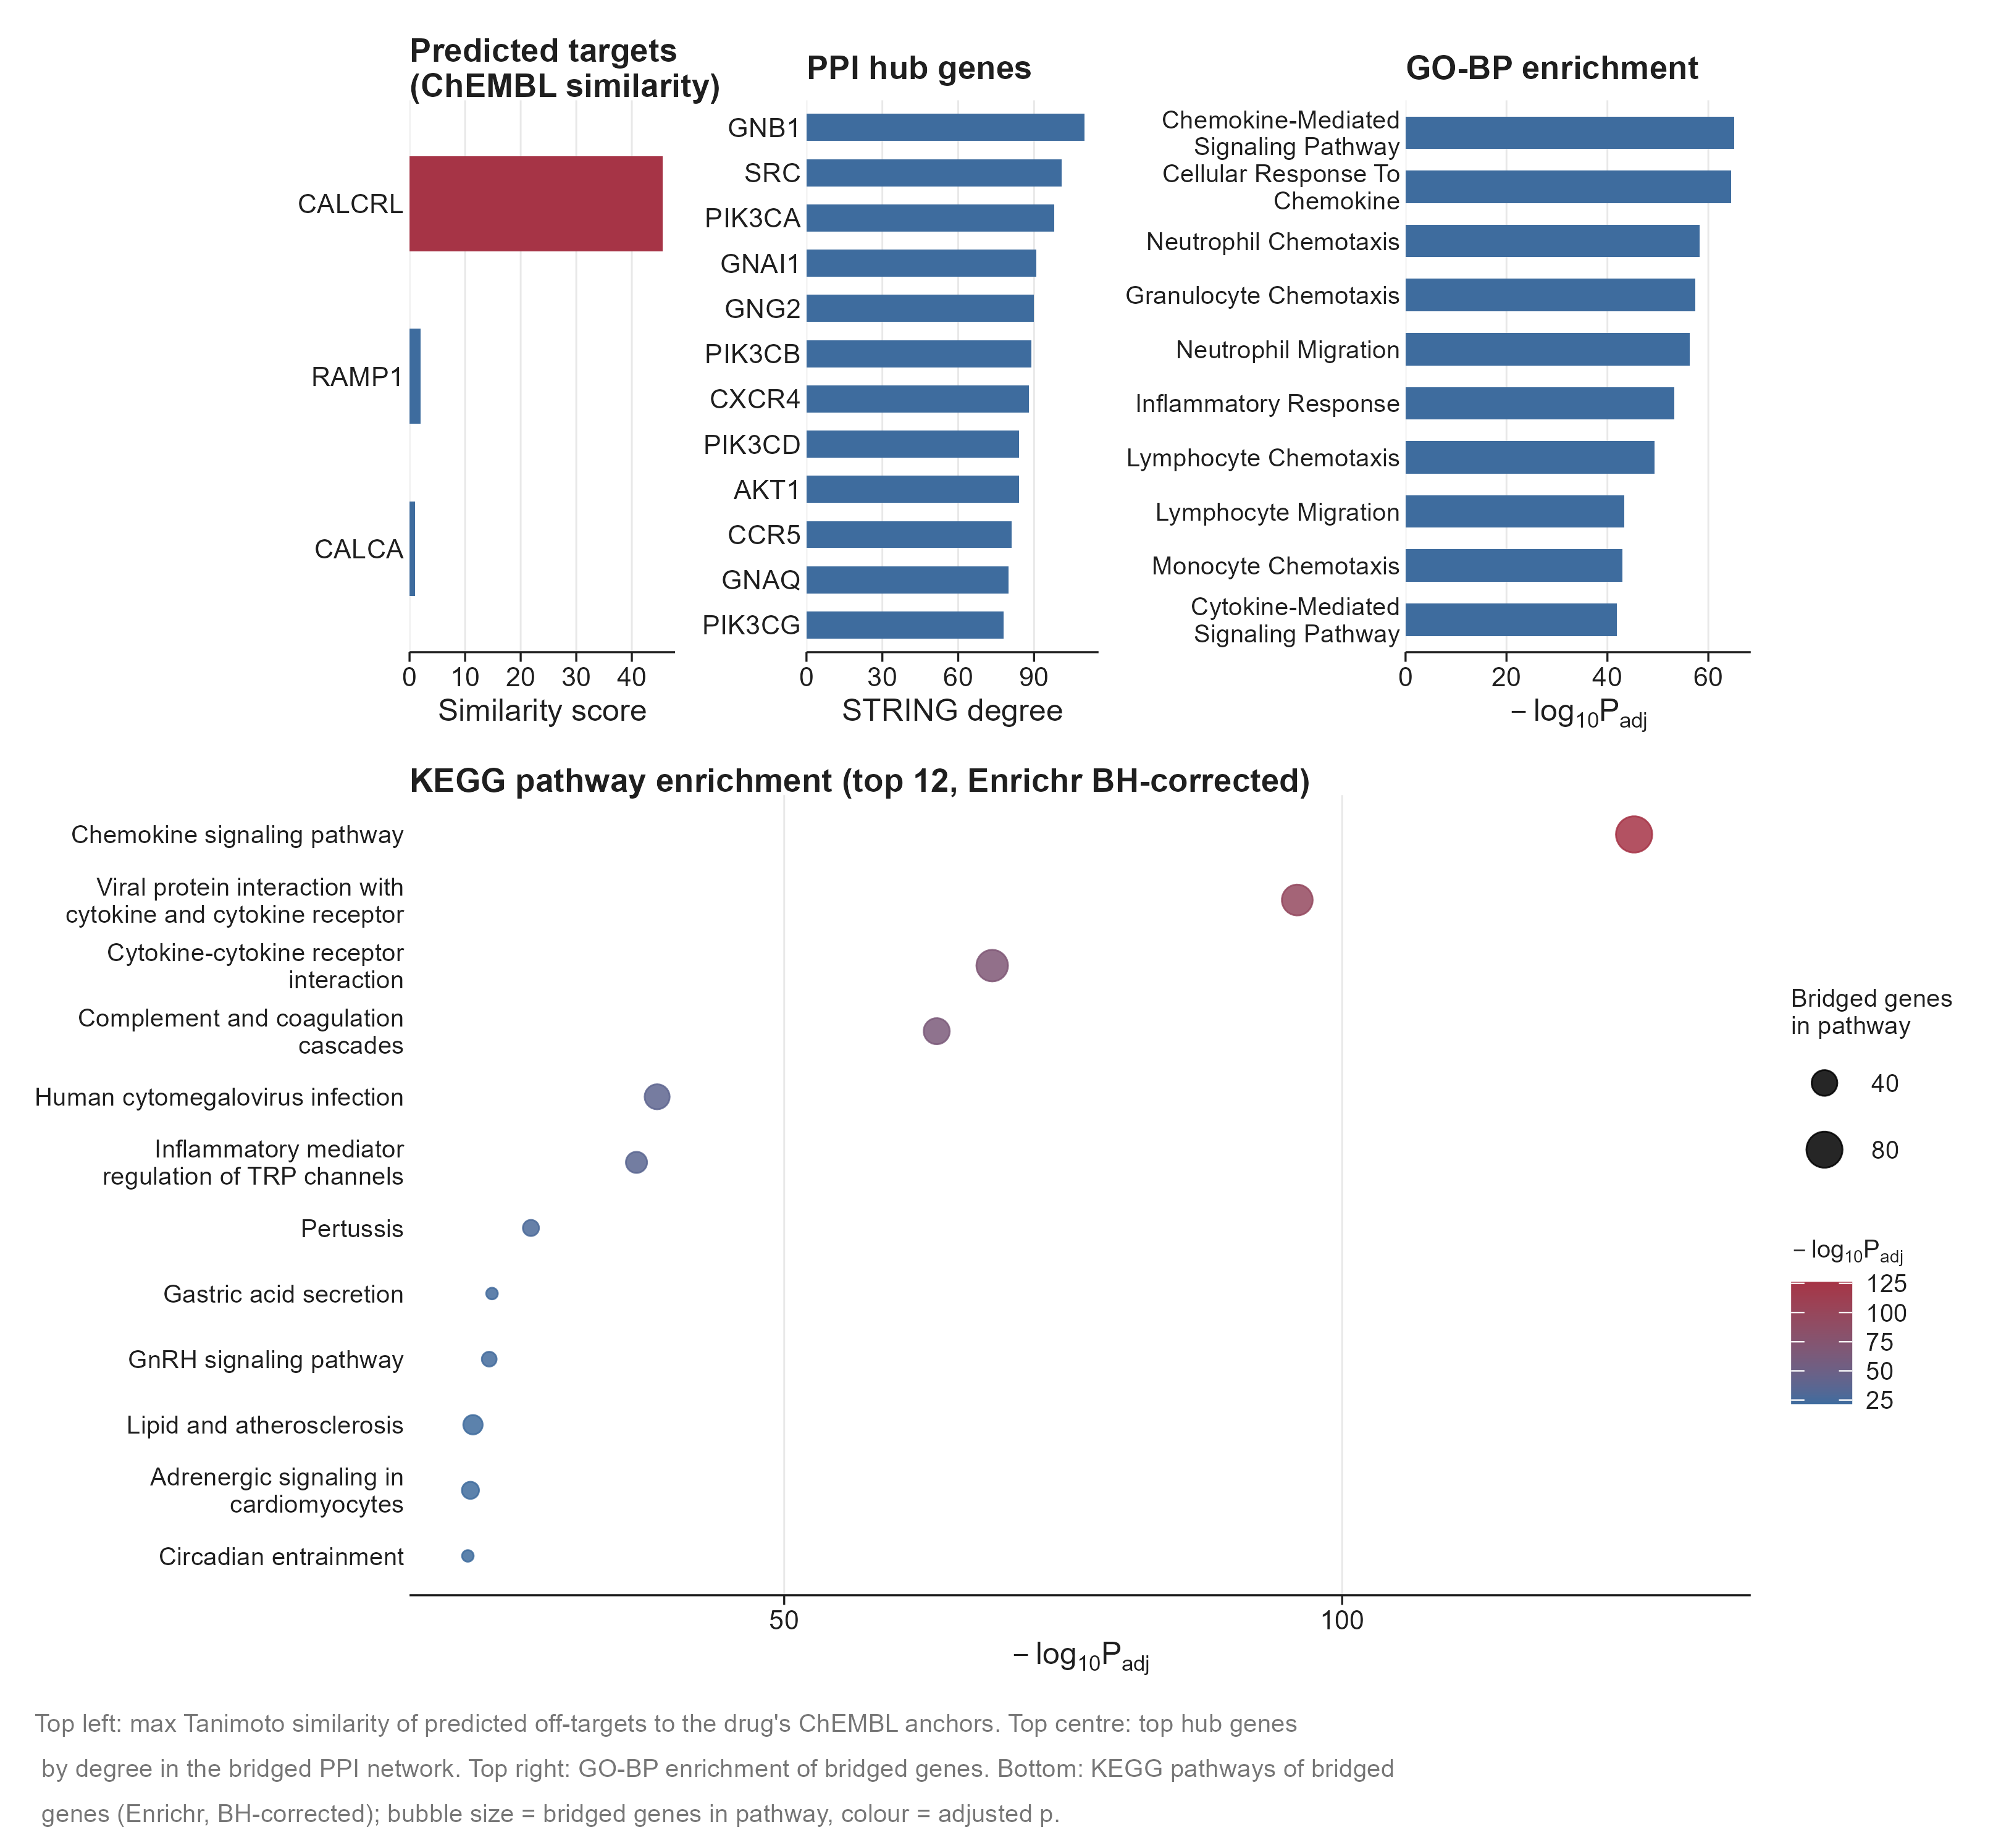 Predicted targets
(ChEMBL similarity)
CALCRL
RAMP1
CALCA
0 10 20 30 40
Similarity score
PPI hub genes
GNB1
SRC
PIK3CA
GNAI1
GNG2
PIK3CB
CXCR4
PIK3CD
AKT1
CCR5
GNAQ
PIK3CG
0 30 60 90
STRING degree
GO-BP enrichment
Chemokine-Mediated
Signaling Pathway
Cellular Response To
Chemokine
Neutrophil Chemotaxis
Granulocyte Chemotaxis
Neutrophil Migration
Inflammatory Response
Lymphocyte Chemotaxis
Lymphocyte Migration
Monocyte Chemotaxis
Cytokine-Mediated
Signaling Pathway
0 20 40 60
− log10Padj
KEGG pathway enrichment (top 12, Enrichr BH-corrected)
Chemokine signaling pathway
Viral protein interaction with
cytokine and cytokine receptor
Cytokine-cytokine receptor
interaction
Complement and coagulation
cascades
Human cytomegalovirus infection
Inflammatory mediator
regulation of TRP channels
Pertussis
Gastric acid secretion
GnRH signaling pathway
Lipid and atherosclerosis
Adrenergic signaling in
cardiomyocytes
Circadian entrainment
50 100
− log10Padj
Bridged genes
in pathway
40
80
− log10Padj
125
100
75
50
25
Top left: max Tanimoto similarity of predicted off-targets to the drug's ChEMBL anchors. Top centre: top hub genes
by degree in the bridged PPI network. Top right: GO-BP enrichment of bridged genes. Bottom: KEGG pathways of bridged
genes (Enrichr, BH-corrected); bubble size = bridged genes in pathway, colour = adjusted p.